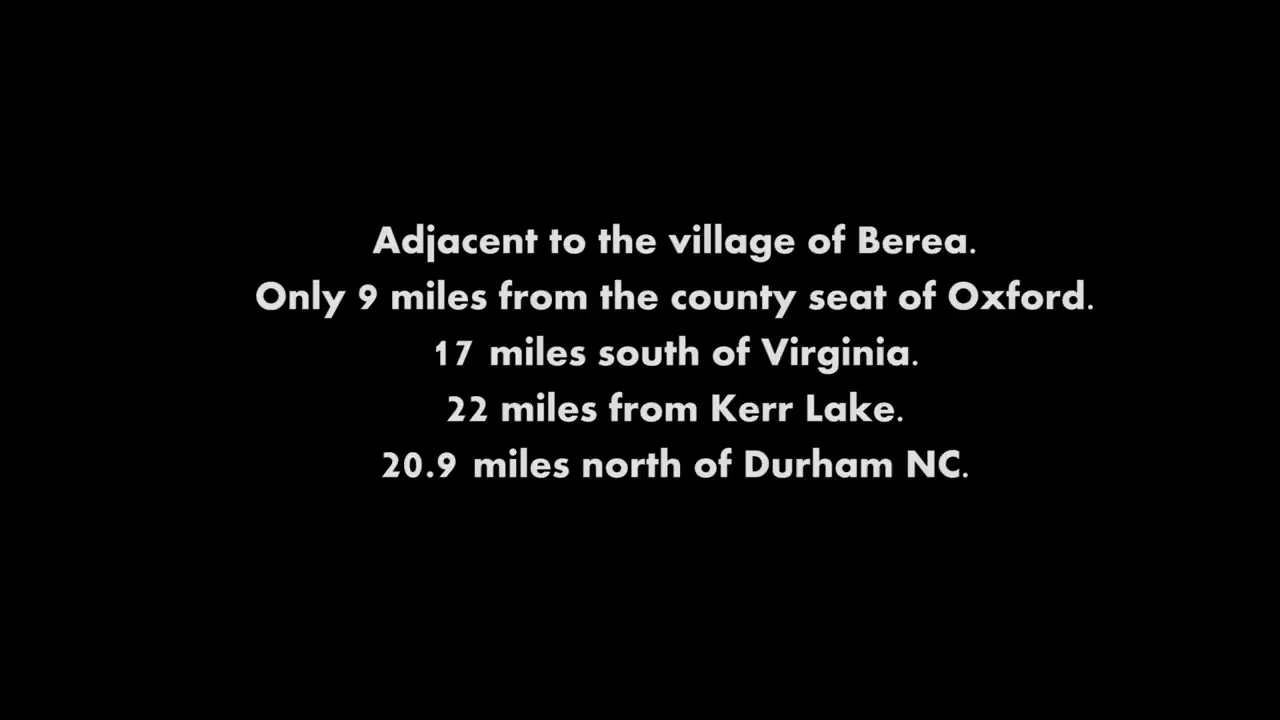 Adjacent to the village of Berea.
Only 9 miles from the county seat of Oxford.
17 miles south of Virginia.
22 miles from Kerr Lake.
20.9 miles north of Durham NC.